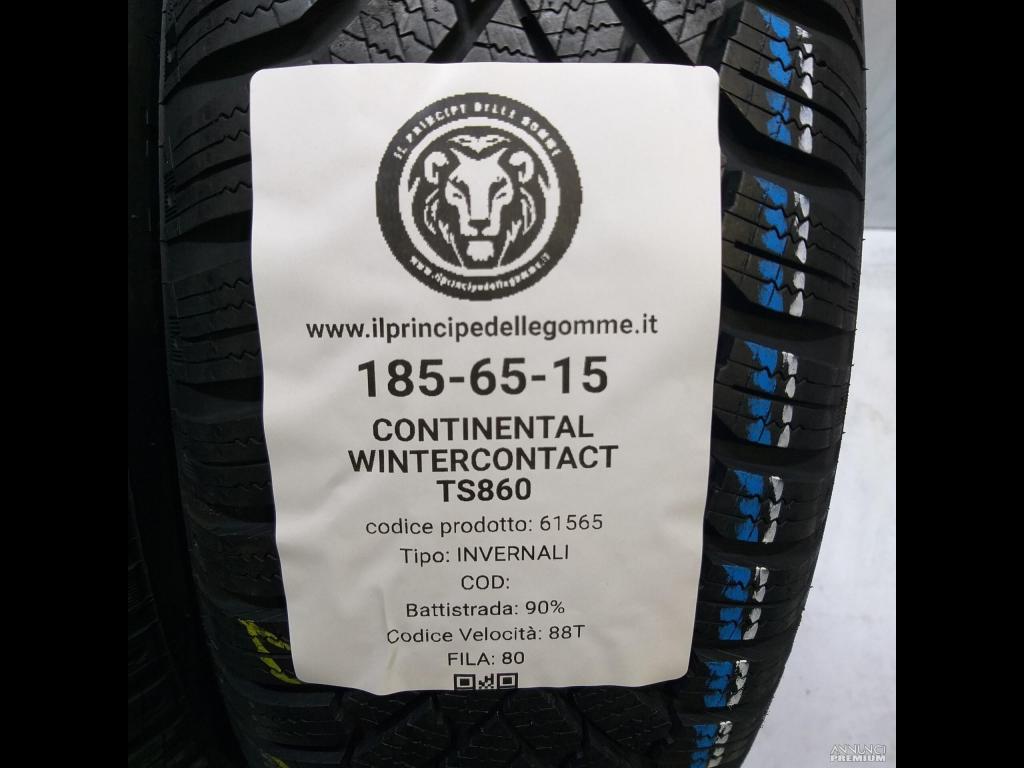 IL PRINCIPE DELLE GOMME
www.ilprincipedellegomme.it
www.ilprincipedellegomme.it
185-65-15
CONTINENTAL
WINTERCONTACT
TS860
codice prodotto: 61565
Tipo: INVERNALI
COD:
Battistrada: 90%
Codice Velocità: 88T
FILA: 80
ANNUNCI
PREMIUM